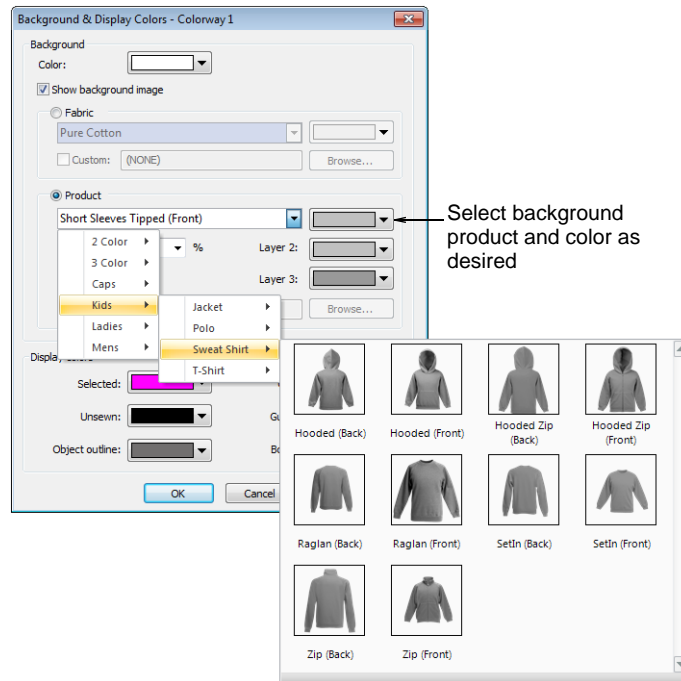 Background & Display Colors - Colorway 1
Background
Color:
Show background image
Fabric
Pure Cotton
Custom: (NONE) Browse...
Product
Short Sleeves Tipped (Front)
Select background
product and color as
desired
2 Color
% Layer 2:
3 Color
Layer 3:
Caps
Kids
Browse...
Ladies
Mens
Jacket
Polo
Sweat Shirt
T-Shirt
Selected:
Unsewn:
Object outline:
OK Cancel
Hooded (Back) Hooded (Front) Hooded Zip (Back) Hooded Zip (Front)
Raglan (Back) Raglan (Front) SetIn (Back) SetIn (Front)
Zip (Back) Zip (Front)